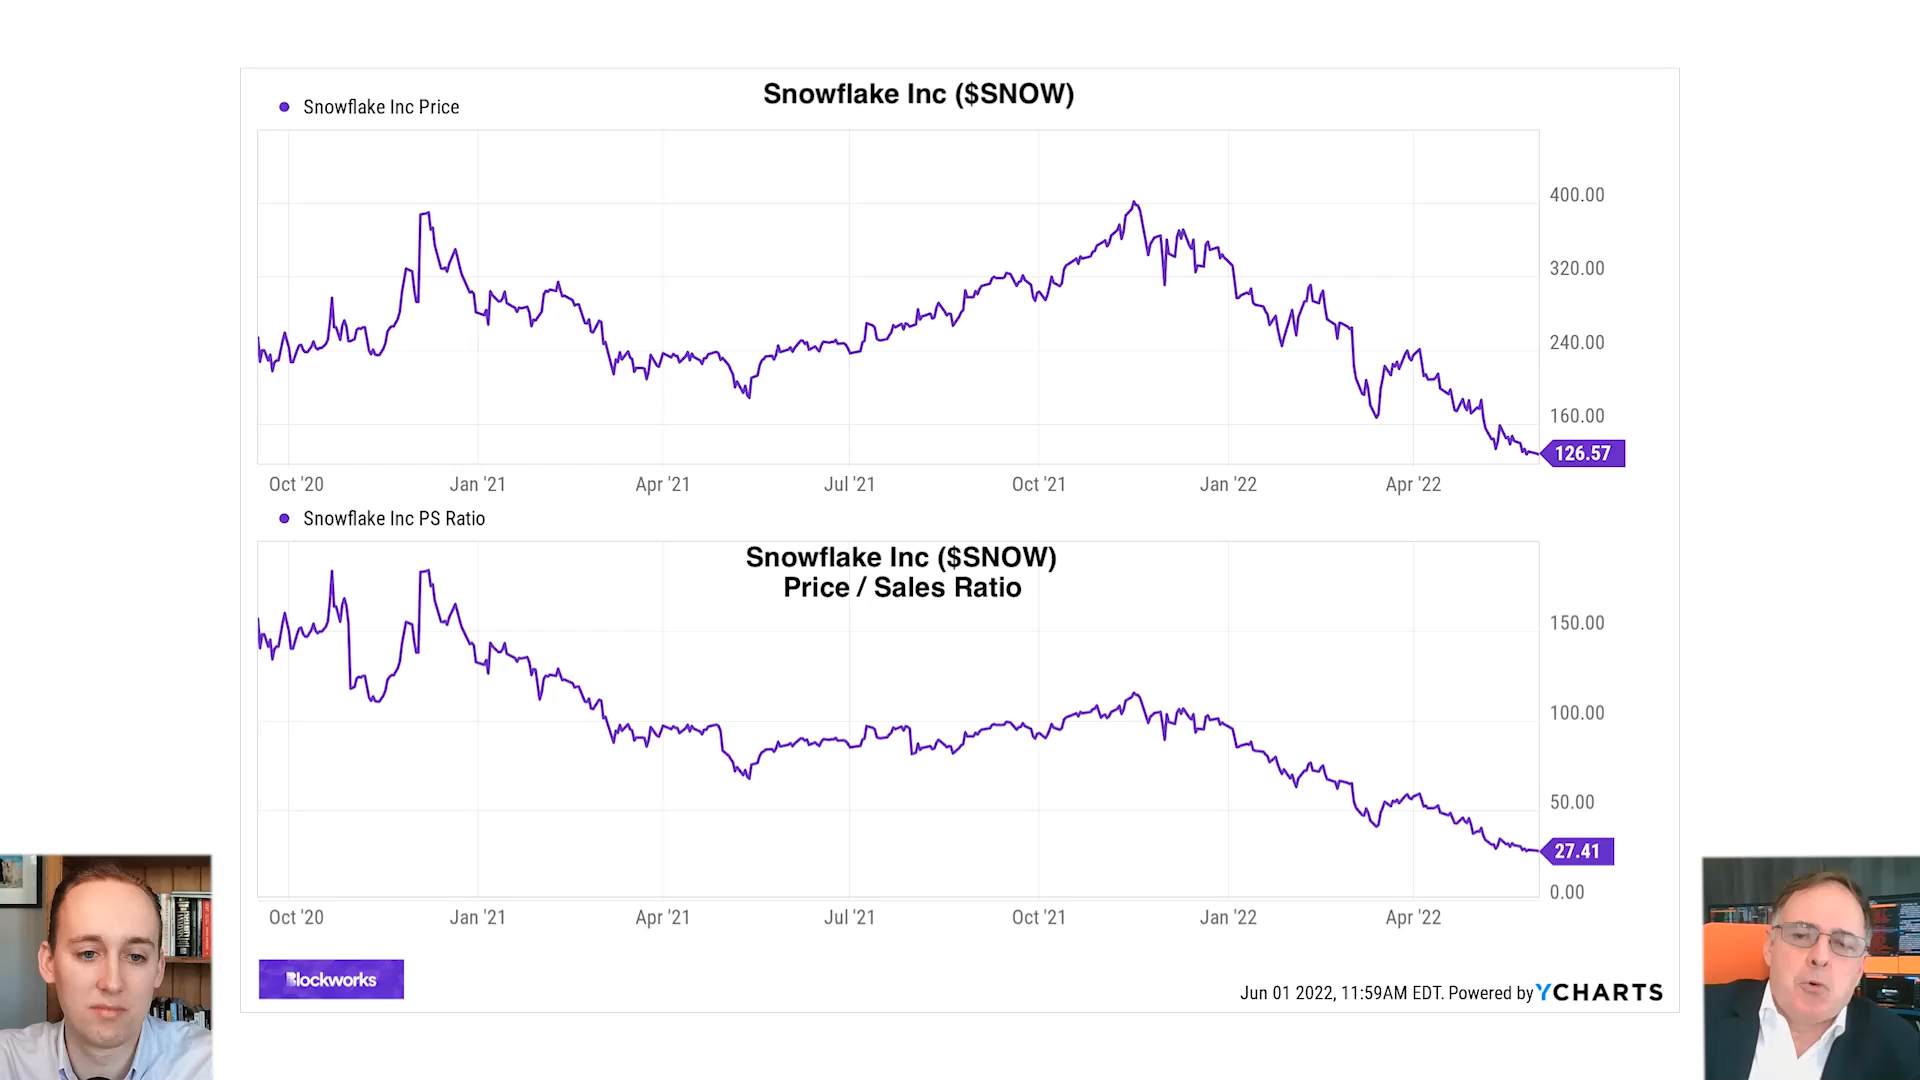 Snowflake Inc ($SNOW)
Snowflake Inc Price
400.00
320.00
240.00
160.00
126.57
Oct '20 Jan '21 Apr '21 Jul '21 Oct '21 Jan '22 Apr '22
Snowflake Inc PS Ratio
Snowflake Inc ($SNOW)
Price / Sales Ratio
150.00
100.00
50.00
27.41
0.00
Oct '20 Jan '21 Apr '21 Jul '21 Oct '21 Jan '22 Apr '22
Blockworks
Jun 01 2022, 11:59AM EDT. Powered by YCHARTS